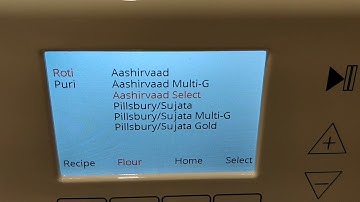 Roti Aashirvaad
Puri Aashirvaad Multi-G
Aashirvaad Select
Pillsbury/Sujata
Pillsbury/Sujata Multi-G
Pillsbury/Sujata Gold
Recipe Flour Home Select